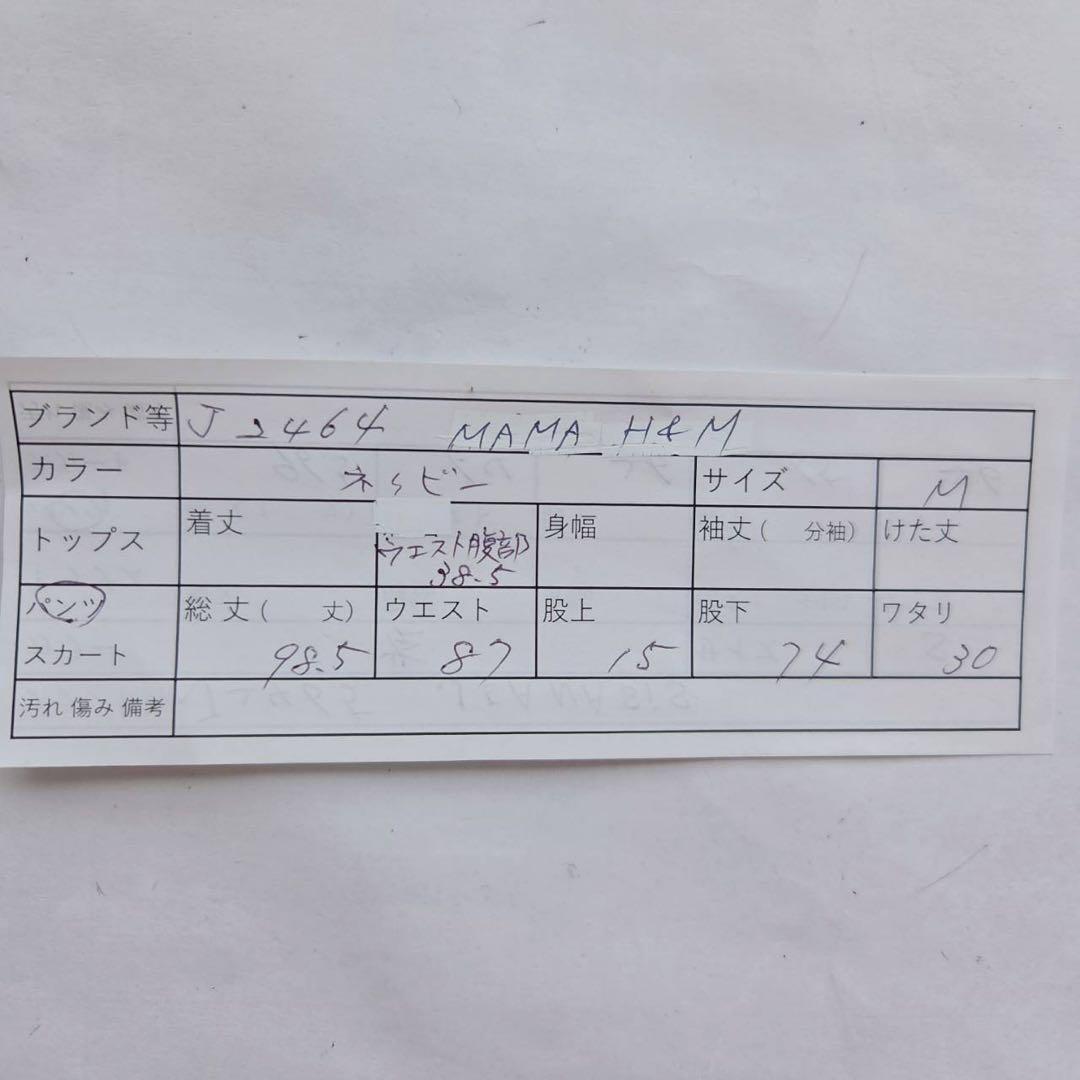 ブランド等 J2464 MAMA H&M
カラー ネイビー サイズ M
トップス 着丈 ウエスト腹部 38.5 身幅 袖丈( 分袖) けた丈
パンツ 総丈( 丈) ウエスト 股上 股下 ワタリ
スカート 98.5 87 15 74 30
汚れ 傷み 備考